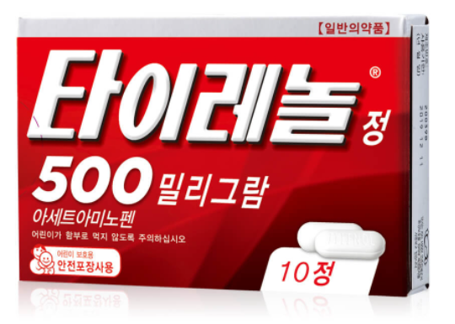 【일반의약품】
타이레놀® 정
500 밀리그람
아세트아미노펜
어린이가 함부로 먹지 않도록 주의하십시오
어린이 보호용
안전포장사용
10정